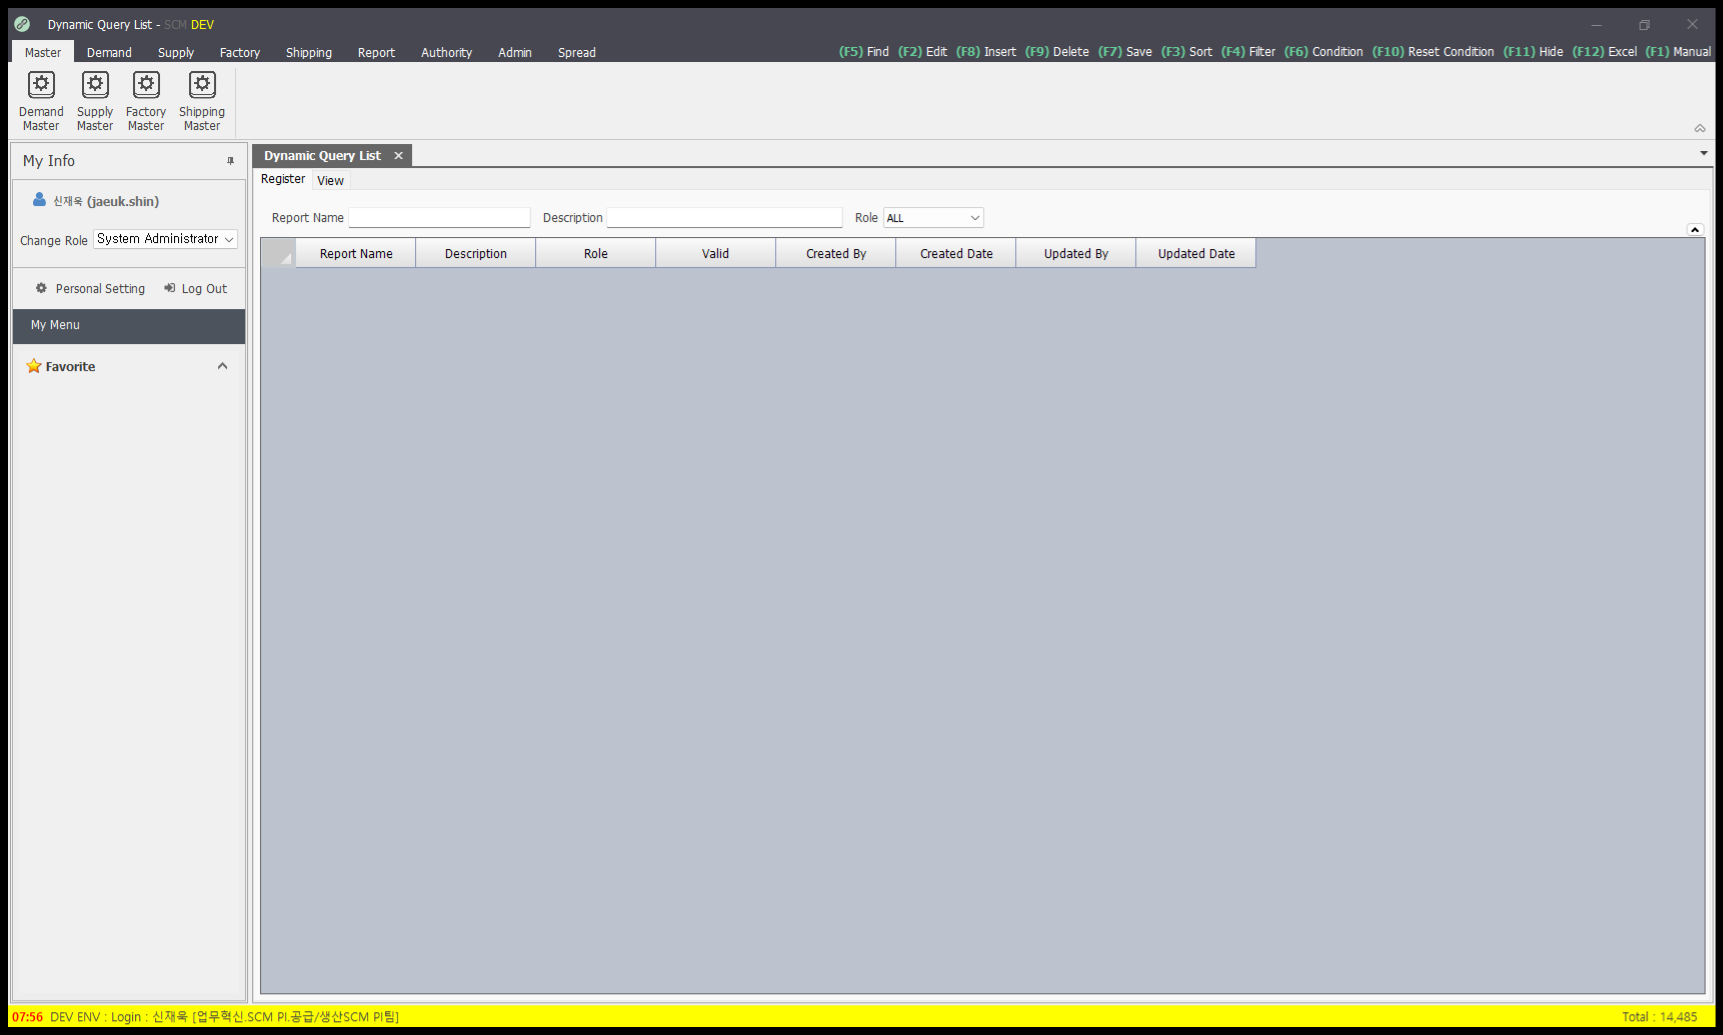 Dynamic Query List - SCM DEV
Master Demand Supply Factory Shipping Report Authority Admin Spread
(F5) Find (F2) Edit (F8) Insert (F9) Delete (F7) Save (F3) Sort (F4) Filter (F6) Condition (F10) Reset Condition (F11) Hide (F12) Excel (F1) Manual
Demand Master
Supply Master
Factory Master
Shipping Master
My Info
신재욱 (jaeuk.shin)
Change Role System Administrator
Personal Setting Log Out
My Menu
Favorite
Dynamic Query List
Register View
Report Name Description Role ALL
Report Name Description Role Valid Created By Created Date Updated By Updated Date
07:56 DEV ENV : Login : 신재욱 [업무혁신.SCM PI.공급/생산SCM PI팀]
Total : 14,485